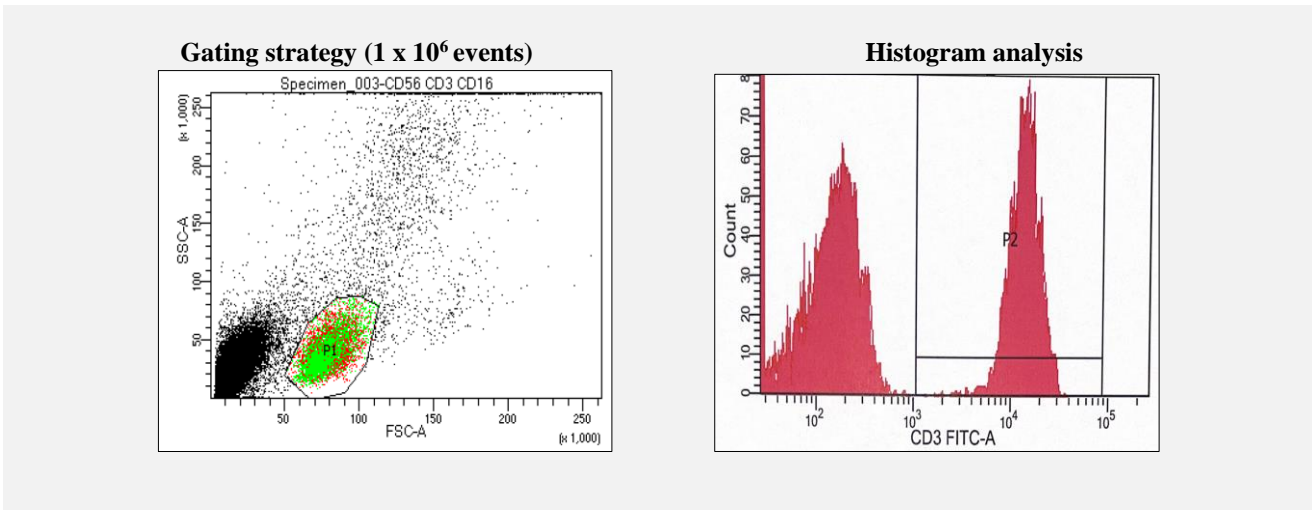 Gating strategy (1 x 10⁶ events)
Specimen_003-CD56 CD3 CD16
(x 1,000)
250
200
150
100
50
SSC-A
P1
50 100 150 200 250
FSC-A
(x 1,000)
Histogram analysis
8
70
60
50
40
30
20
10
0
Count
P2
10² 10³ 10⁴ 10⁵
CD3 FITC-A